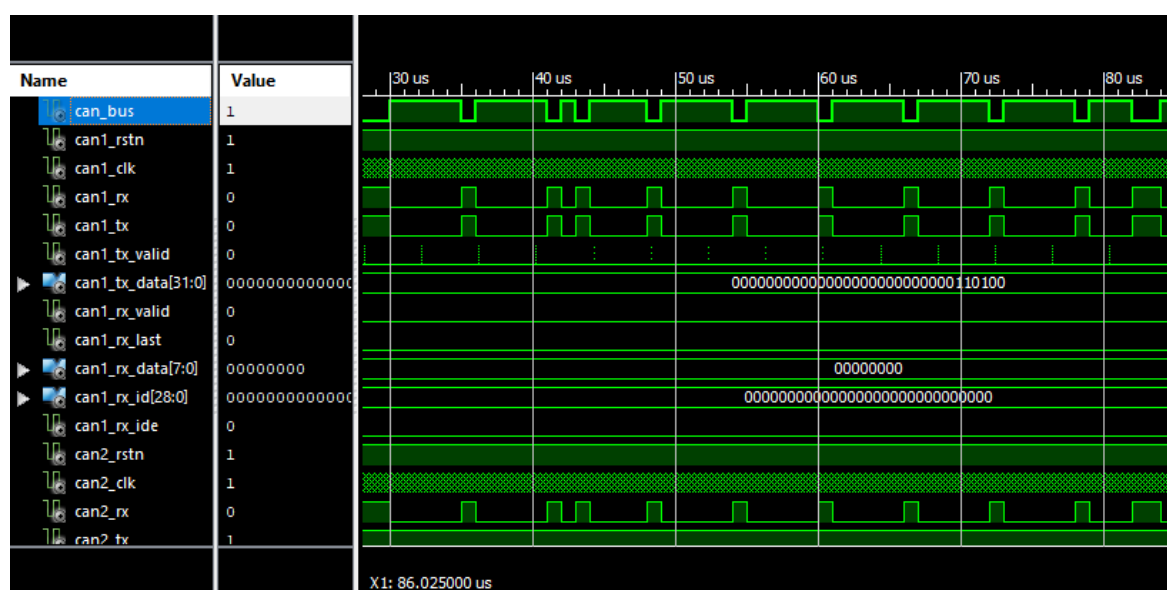 Name Value 30 us 40 us 50 us 60 us 70 us 80 us
can_bus 1
can1_rstn 1
can1_clk 1
can1_rx 0
can1_tx 0
can1_tx_valid 0
can1_tx_data[31:0] 00000000000000 00000000000000000000000000110100
can1_rx_valid 0
can1_rx_last 0
can1_rx_data[7:0] 00000000 00000000
can1_rx_id[28:0] 00000000000000 00000000000000000000000000000
can1_rx_ide 0
can2_rstn 1
can2_clk 1
can2_rx 0
can2_tx 1
X1: 86.025000 us